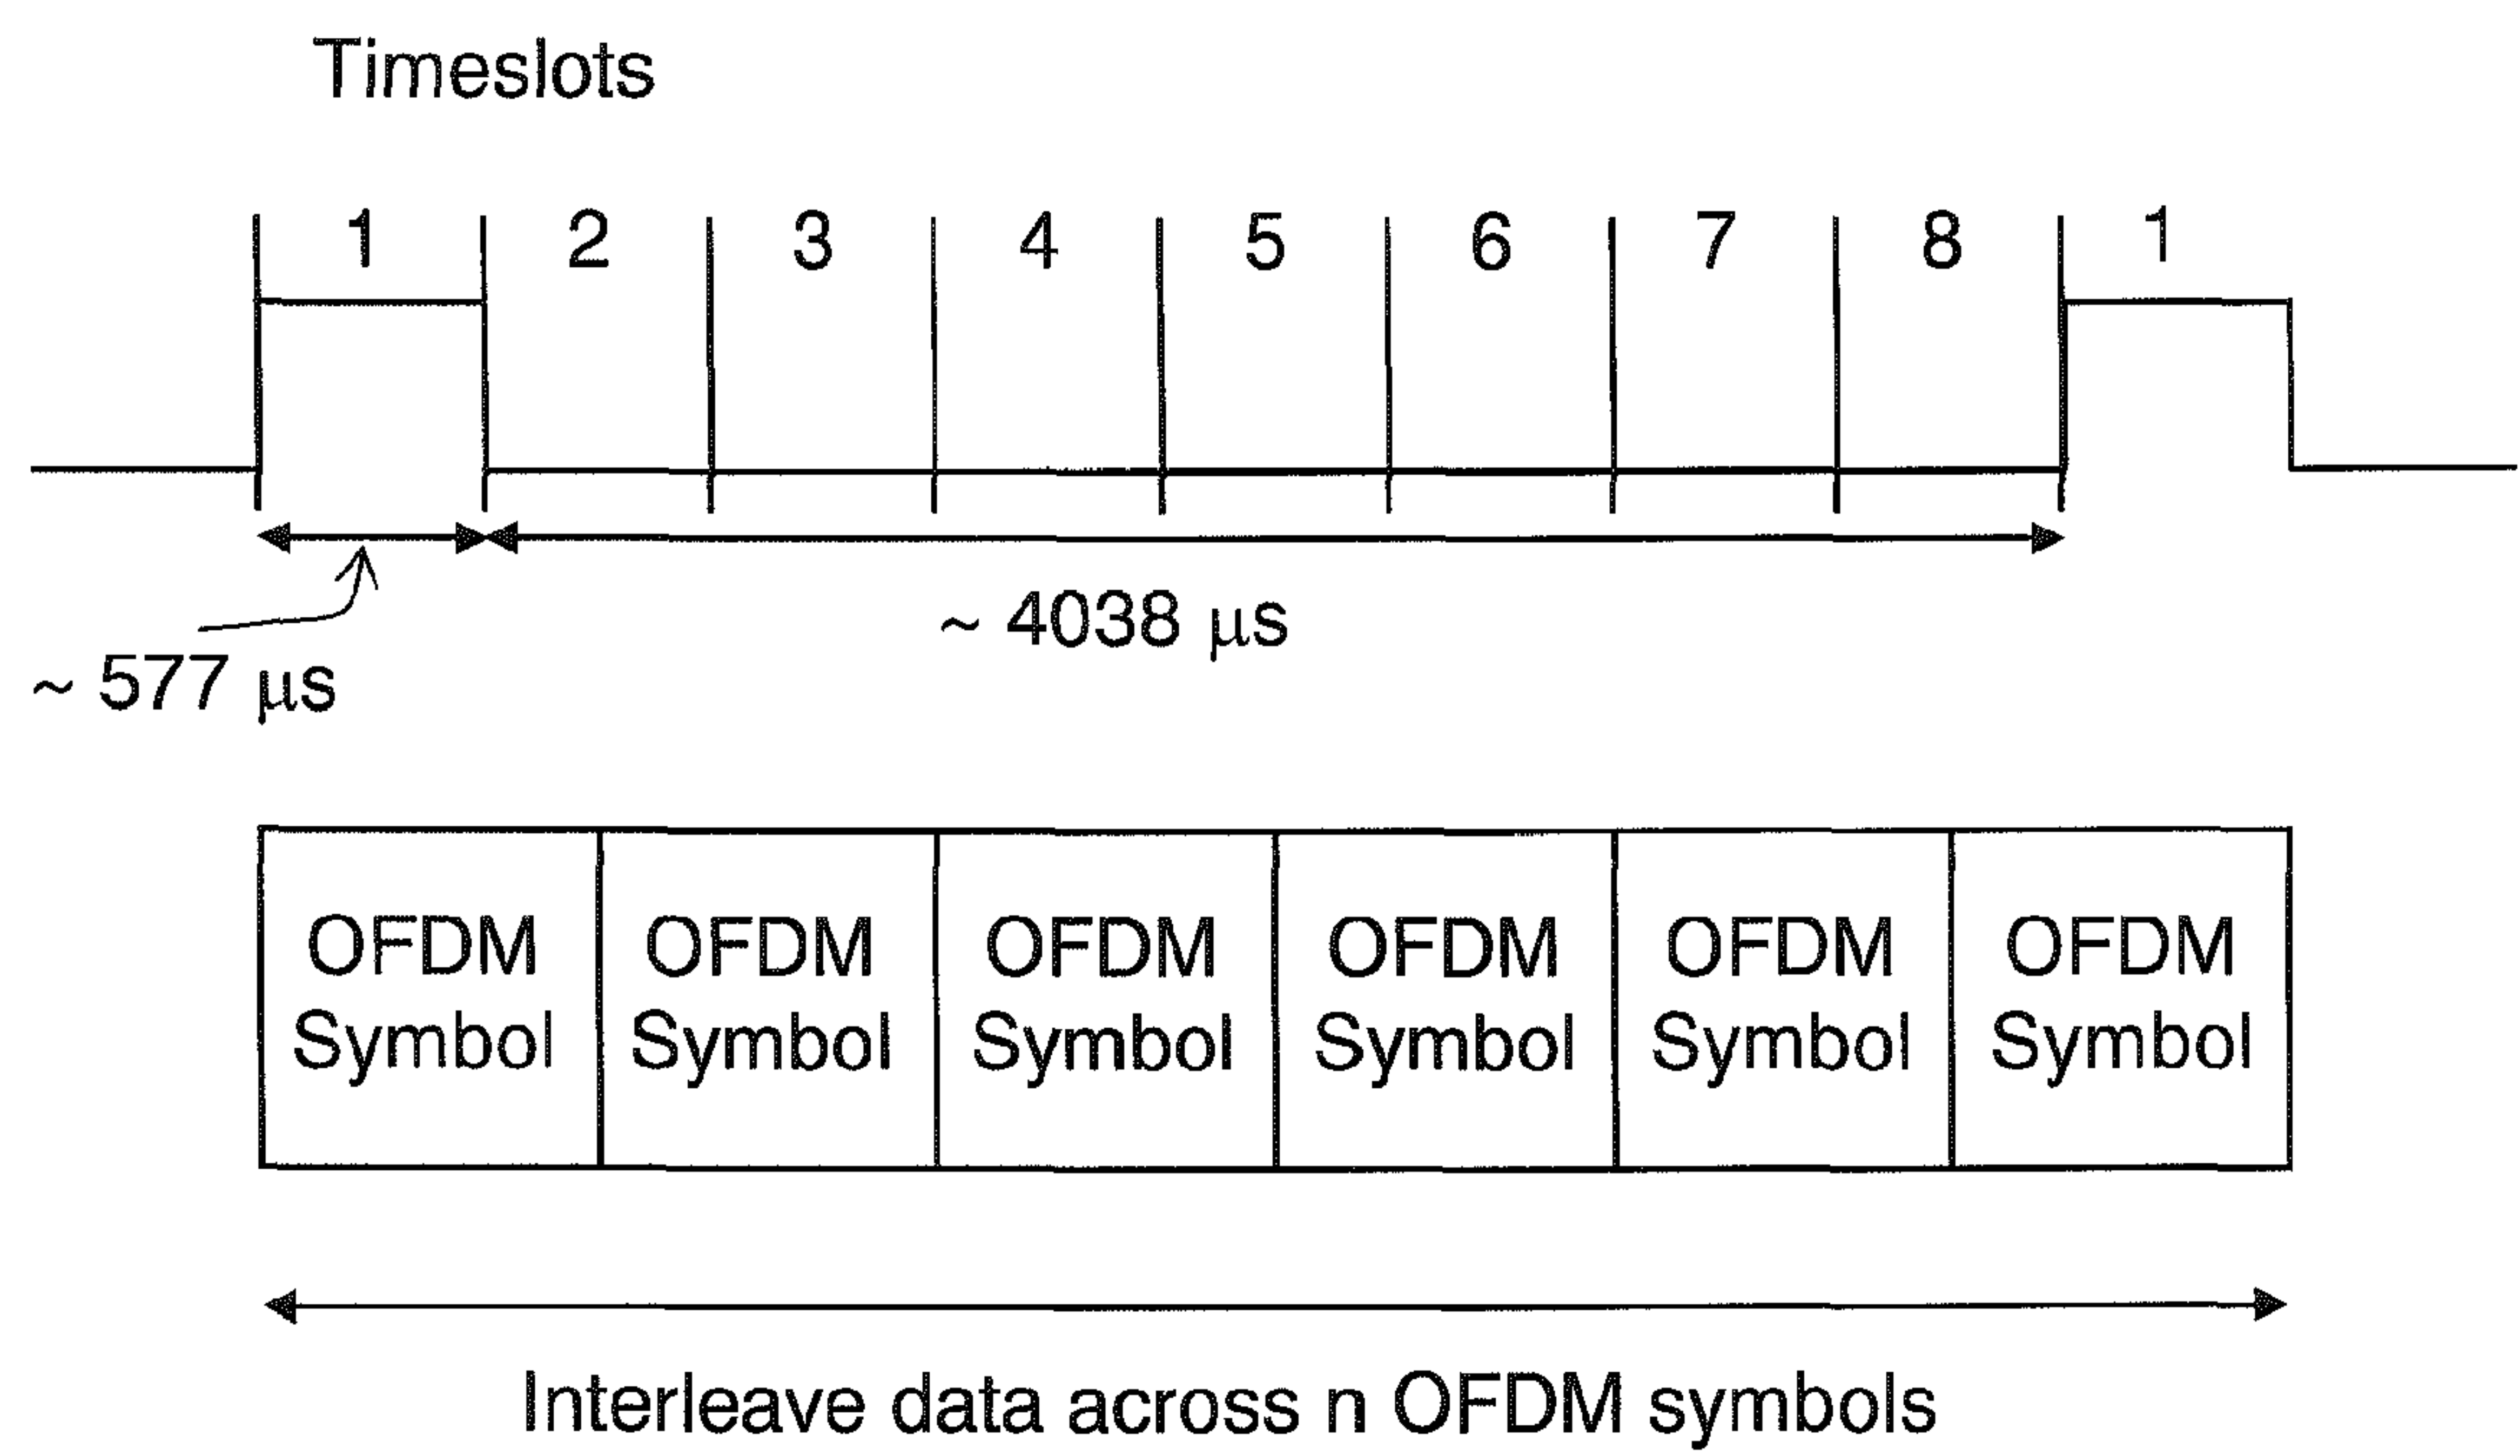 Timeslots
1 2 3 4 5 6 7 8 1
~ 4038 μs
~ 577 μs
OFDM OFDM OFDM OFDM OFDM OFDM
Symbol Symbol Symbol Symbol Symbol Symbol
Interleave data across n OFDM symbols